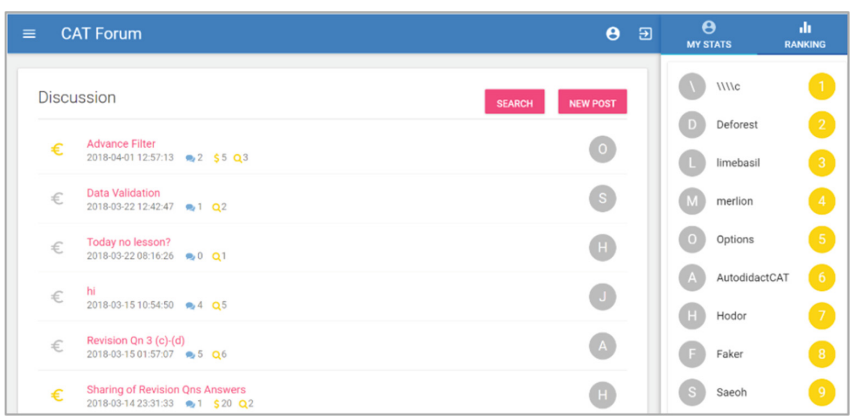 CAT Forum
MY STATS
RANKING
Discussion
SEARCH
NEW POST
Advance Filter
2018-04-01 12:57:13 2 $5 3
O
Data Validation
2018-03-22 12:42:47 1 2
S
Today no lesson?
2018-03-22 08:16:26 0 1
H
hi
2018-03-15 10:54:50 4 5
J
Revision Qn 3 (c)-(d)
2018-03-15 01:57:07 5 6
A
Sharing of Revision Qns Answers
2018-03-14 23:31:33 1 $20 2
H
\ \\\\c 1
D Deforest 2
L limebasil 3
M merlion 4
O Options 5
A AutodidactCAT 6
H Hodor 7
F Faker 8
S Saeoh 9